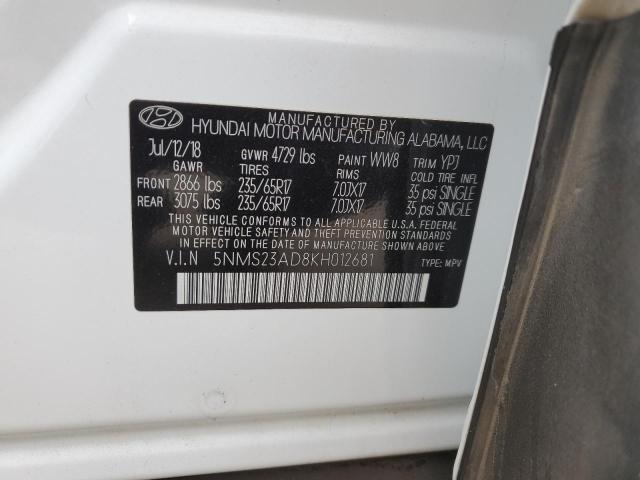 MANUFACTURED BY
HYUNDAI MOTOR MANUFACTURING ALABAMA, LLC
Jul/12/18 GVWR 4729 lbs PAINT WW8 TRIM YPJ
GAWR TIRES RIMS COLD TIRE INFL
FRONT 2866 lbs 235/65R17 7.0JX17 35 psi SINGLE
REAR 3075 lbs 235/65R17 7.0JX17 35 psi SINGLE
THIS VEHICLE CONFORMS TO ALL APPLICABLE U.S.A. FEDERAL
MOTOR VEHICLE SAFETY AND THEFT PREVENTION STANDARDS IN
EFFECT ON THE DATE OF MANUFACTURE SHOWN ABOVE.
V.I.N 5NMS23AD8KH012681 TYPE: MPV